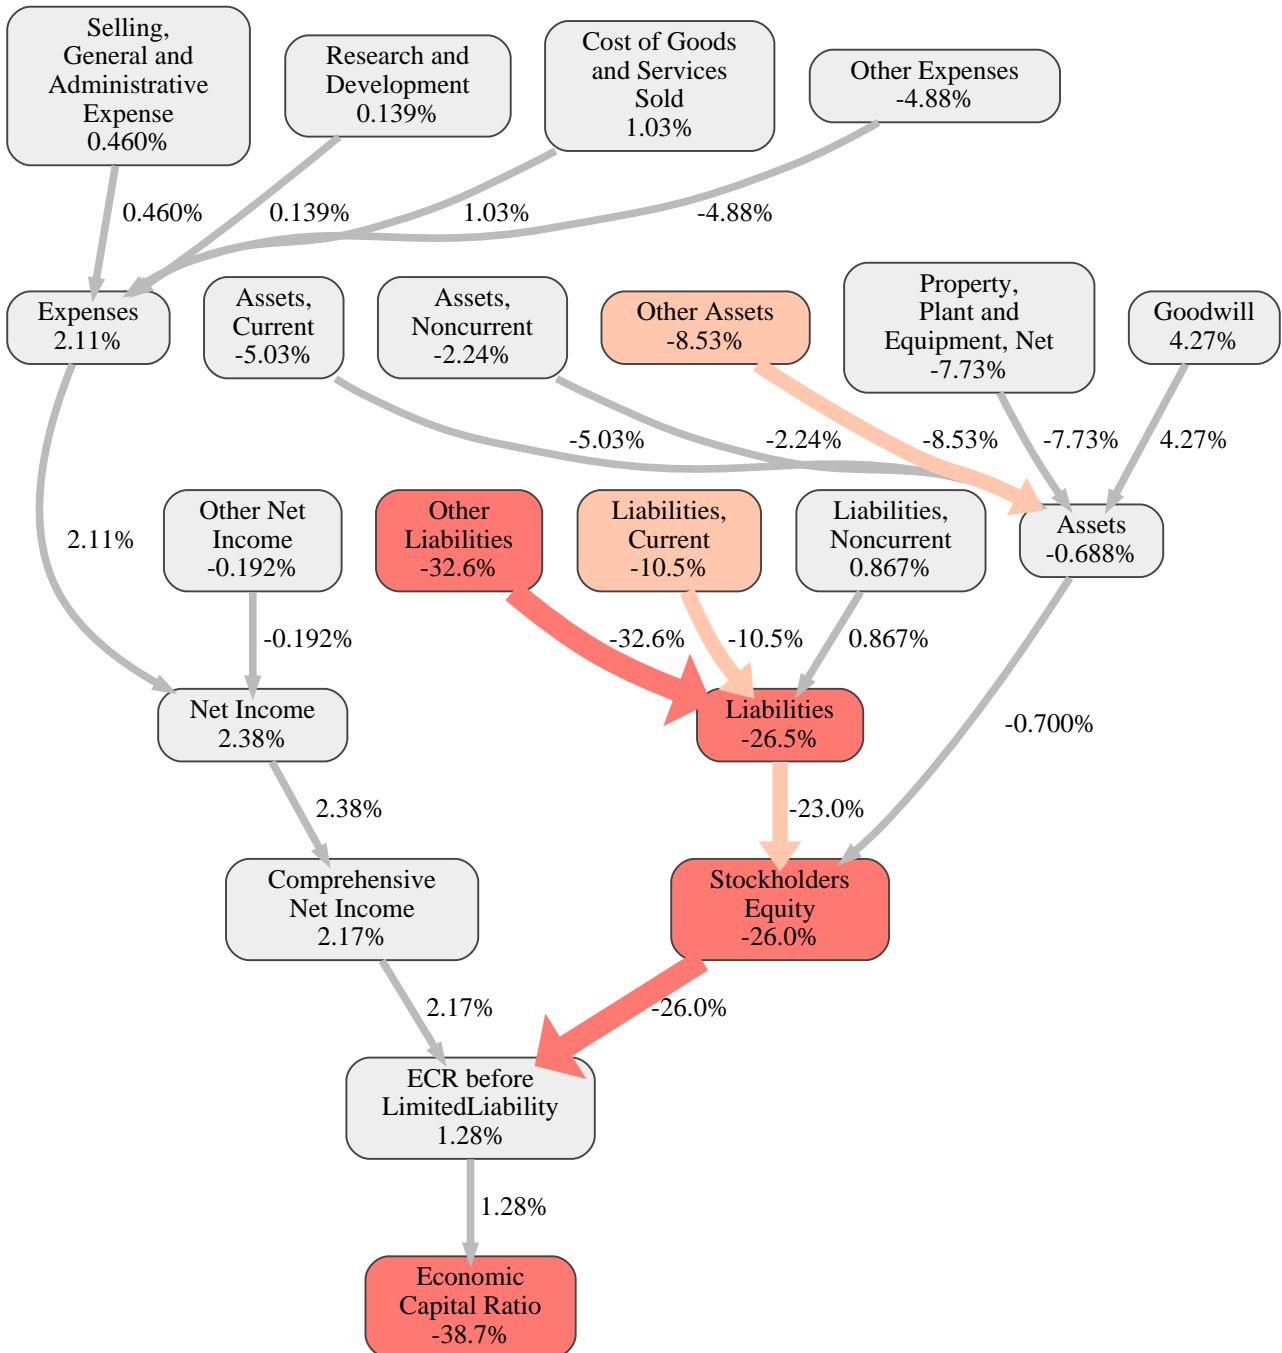 Selling,
General and
Administrative
Expense
0.460%
Research and
Development
0.139%
Cost of Goods
and Services
Sold
1.03%
Other Expenses
-4.88%
0.460%
0.139%
1.03%
-4.88%
Expenses
2.11%
Assets,
Current
-5.03%
Assets,
Noncurrent
-2.24%
Other Assets
-8.53%
Property,
Plant and
Equipment, Net
-7.73%
Goodwill
4.27%
-5.03%
-2.24%
-8.53%
-7.73%
4.27%
2.11%
Other Net
Income
-0.192%
Other
Liabilities
-32.6%
Liabilities,
Current
-10.5%
Liabilities,
Noncurrent
0.867%
Assets
-0.688%
-0.192%
-32.6%
-10.5%
0.867%
-0.700%
Net Income
2.38%
Liabilities
-26.5%
2.38%
-23.0%
Comprehensive
Net Income
2.17%
Stockholders
Equity
-26.0%
2.17%
-26.0%
ECR before
LimitedLiability
1.28%
1.28%
Economic
Capital Ratio
-38.7%